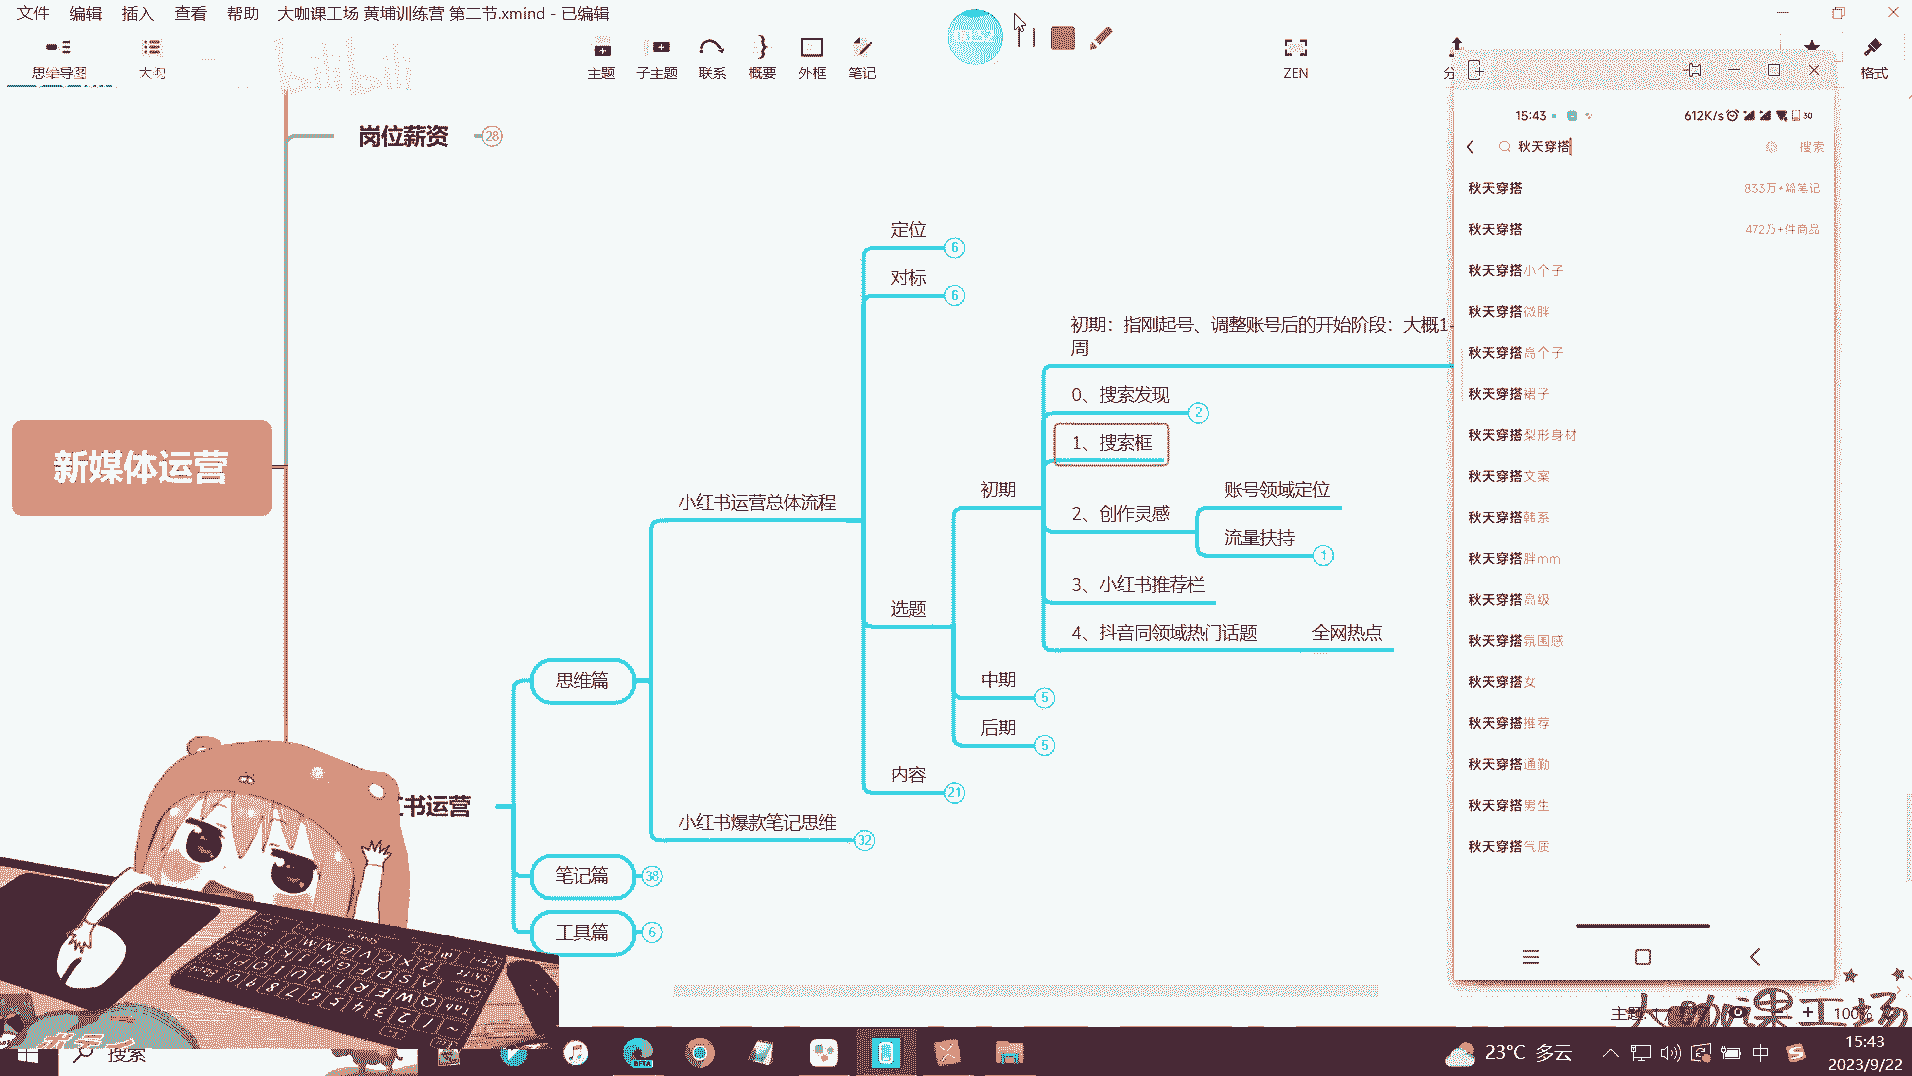 文件 编辑 插入 查看 帮助 大咖课工场 黄埔训练营 第二节.xmind - 已编辑
思维导图
主题 子主题 联系 概要 外框 笔记 ZEN 格式
bilibili
岗位薪资 28
新媒体运营
书运营
思维篇
笔记篇 38
工具篇 6
小红书运营总体流程
小红书爆款笔记思维 32
定位 6
对标 6
选题
内容 21
初期
中期 5
后期 5
初期：指刚起号、调整账号后的开始阶段：大概1-
周
0、搜索发现 2
1、搜索框
2、创作灵感
账号领域定位
流量扶持 1
3、小红书推荐栏
4、抖音同领域热门话题 全网热点
15:43 612K/s 30
秋天穿搭 搜索
秋天穿搭 833万+篇笔记
秋天穿搭 472万+件商品
秋天穿搭小个子
秋天穿搭微胖
秋天穿搭高个子
秋天穿搭裙子
秋天穿搭梨形身材
秋天穿搭文案
秋天穿搭韩系
秋天穿搭胖mm
秋天穿搭高级
秋天穿搭氛围感
秋天穿搭女
秋天穿搭推荐
秋天穿搭通勤
秋天穿搭男生
秋天穿搭气质
大咖课工场
100%
搜索
BETA
23°C 多云 中
15:43
2023/9/22